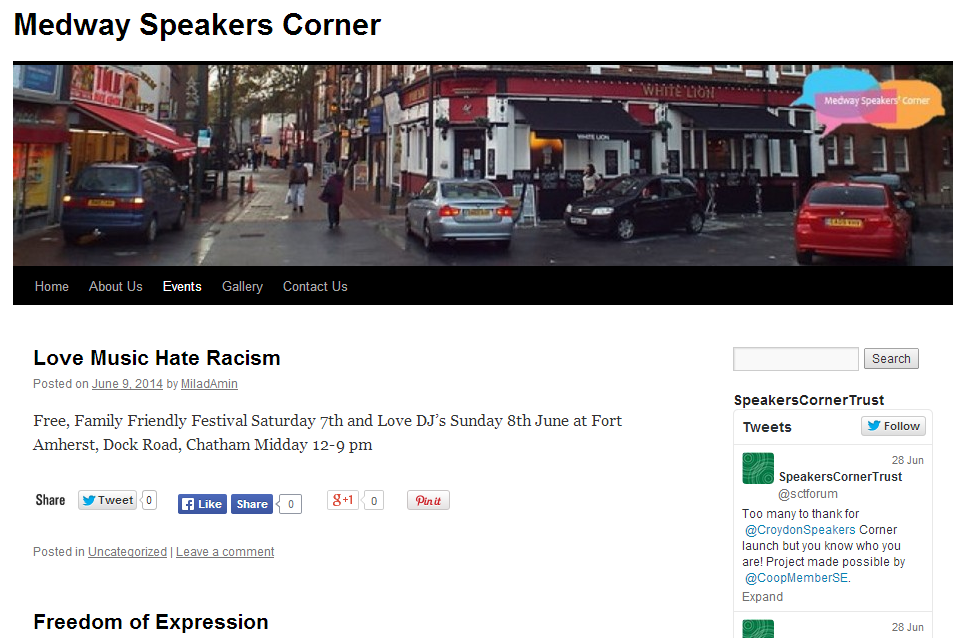 Medway Speakers Corner
WHITE LION
Medway Speakers' Corner
WHITE LION
WHITE LION
Home
About Us
Events
Gallery
Contact Us
Love Music Hate Racism
Posted on June 9, 2014 by MiladAmin
Free, Family Friendly Festival Saturday 7th and Love DJ's Sunday 8th June at Fort
Amherst, Dock Road, Chatham Midday 12-9 pm
Share
Tweet
0
Like
Share
0
g+1
0
Pin it
Posted in Uncategorized | Leave a comment
Freedom of Expression
Search
SpeakersCornerTrust
Tweets
Follow
28 Jun
SpeakersCornerTrust
@sctforum
Too many to thank for
@CroydonSpeakers Corner
launch but you know who you
are! Project made possible by
@CoopMemberSE.
Expand
28 Jun